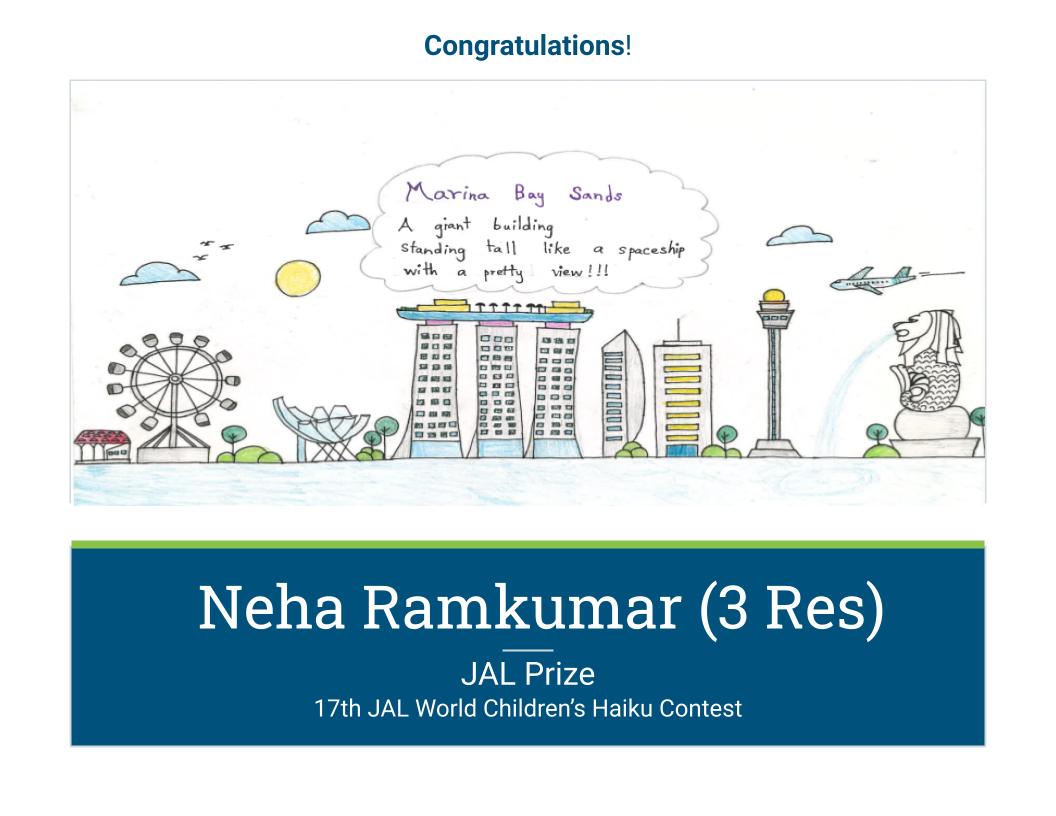 Congratulations!
Marina Bay Sands
A giant building
standing tall like a spaceship
with a pretty view!!!
Neha Ramkumar (3 Res)
JAL Prize
17th JAL World Children’s Haiku Contest